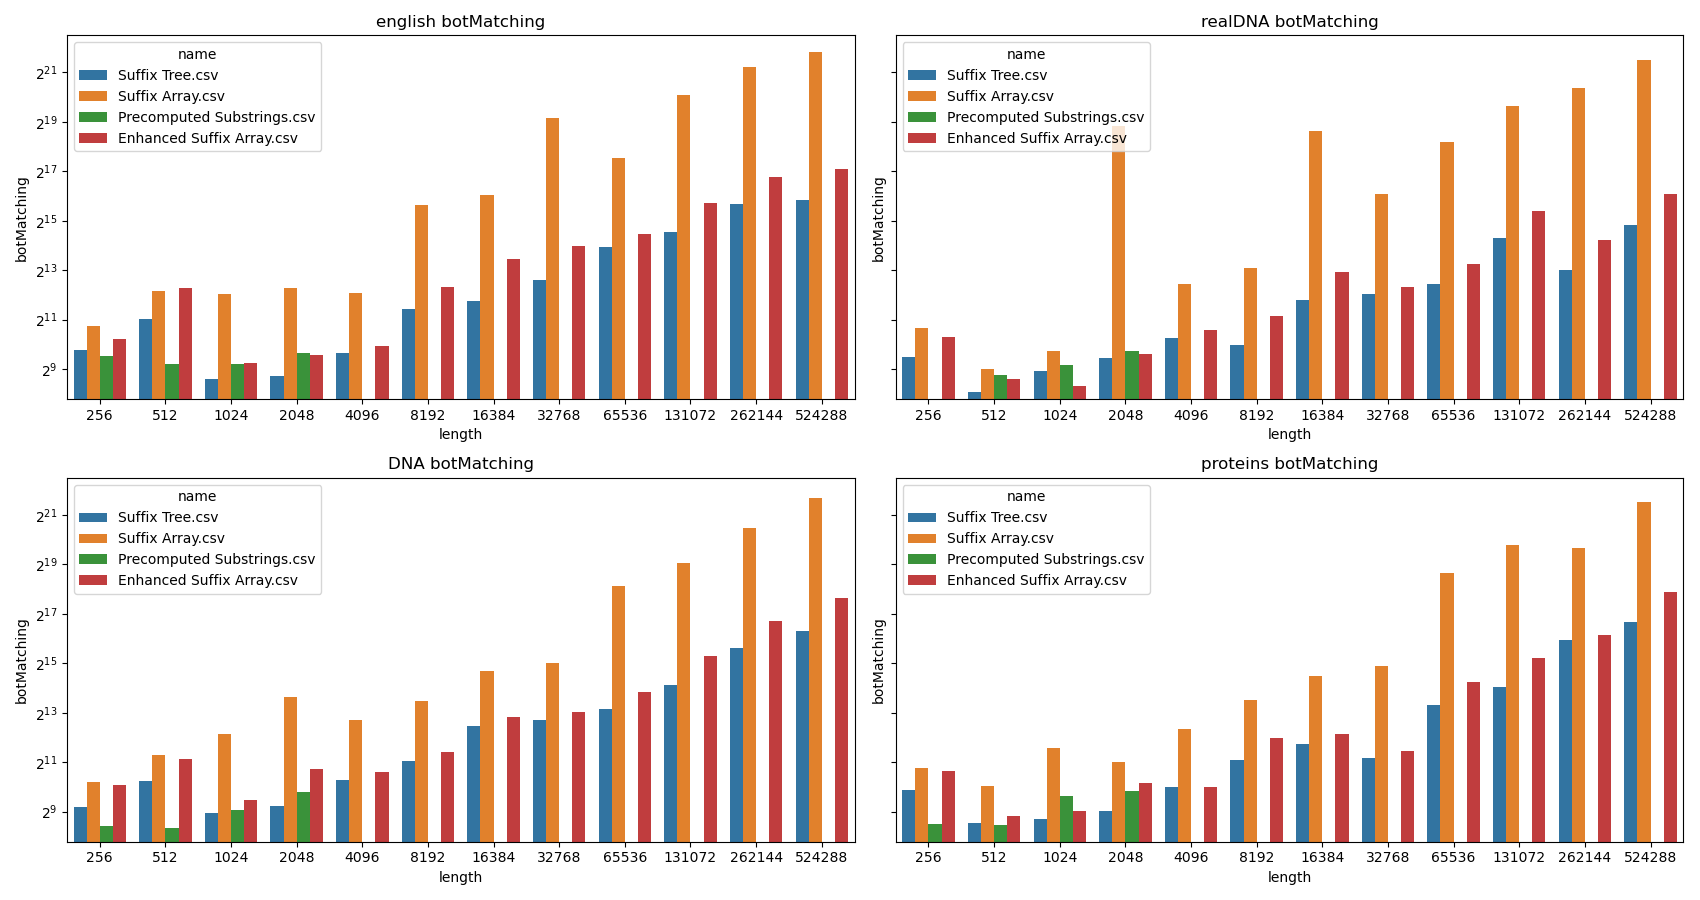 english botMatching
name
Suffix Tree.csv
Suffix Array.csv
Precomputed Substrings.csv
Enhanced Suffix Array.csv
2^21
2^19
2^17
2^15
2^13
2^11
2^9
botMatching
256 512 1024 2048 4096 8192 16384 32768 65536 131072 262144 524288
length
realDNA botMatching
name
Suffix Tree.csv
Suffix Array.csv
Precomputed Substrings.csv
Enhanced Suffix Array.csv
botMatching
256 512 1024 2048 4096 8192 16384 32768 65536 131072 262144 524288
length
DNA botMatching
name
Suffix Tree.csv
Suffix Array.csv
Precomputed Substrings.csv
Enhanced Suffix Array.csv
2^21
2^19
2^17
2^15
2^13
2^11
2^9
botMatching
256 512 1024 2048 4096 8192 16384 32768 65536 131072 262144 524288
length
proteins botMatching
name
Suffix Tree.csv
Suffix Array.csv
Precomputed Substrings.csv
Enhanced Suffix Array.csv
botMatching
256 512 1024 2048 4096 8192 16384 32768 65536 131072 262144 524288
length